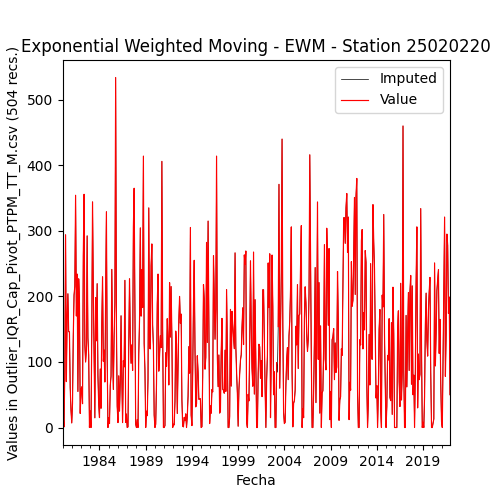 Exponential Weighted Moving - EWM - Station 25020220
Imputed
Value
Values in Outlier_IQR_Cap_Pivot_PTPM_TT_M.csv (504 recs.)
500
400
300
200
100
0
1984 1989 1994 1999 2004 2009 2014 2019
Fecha